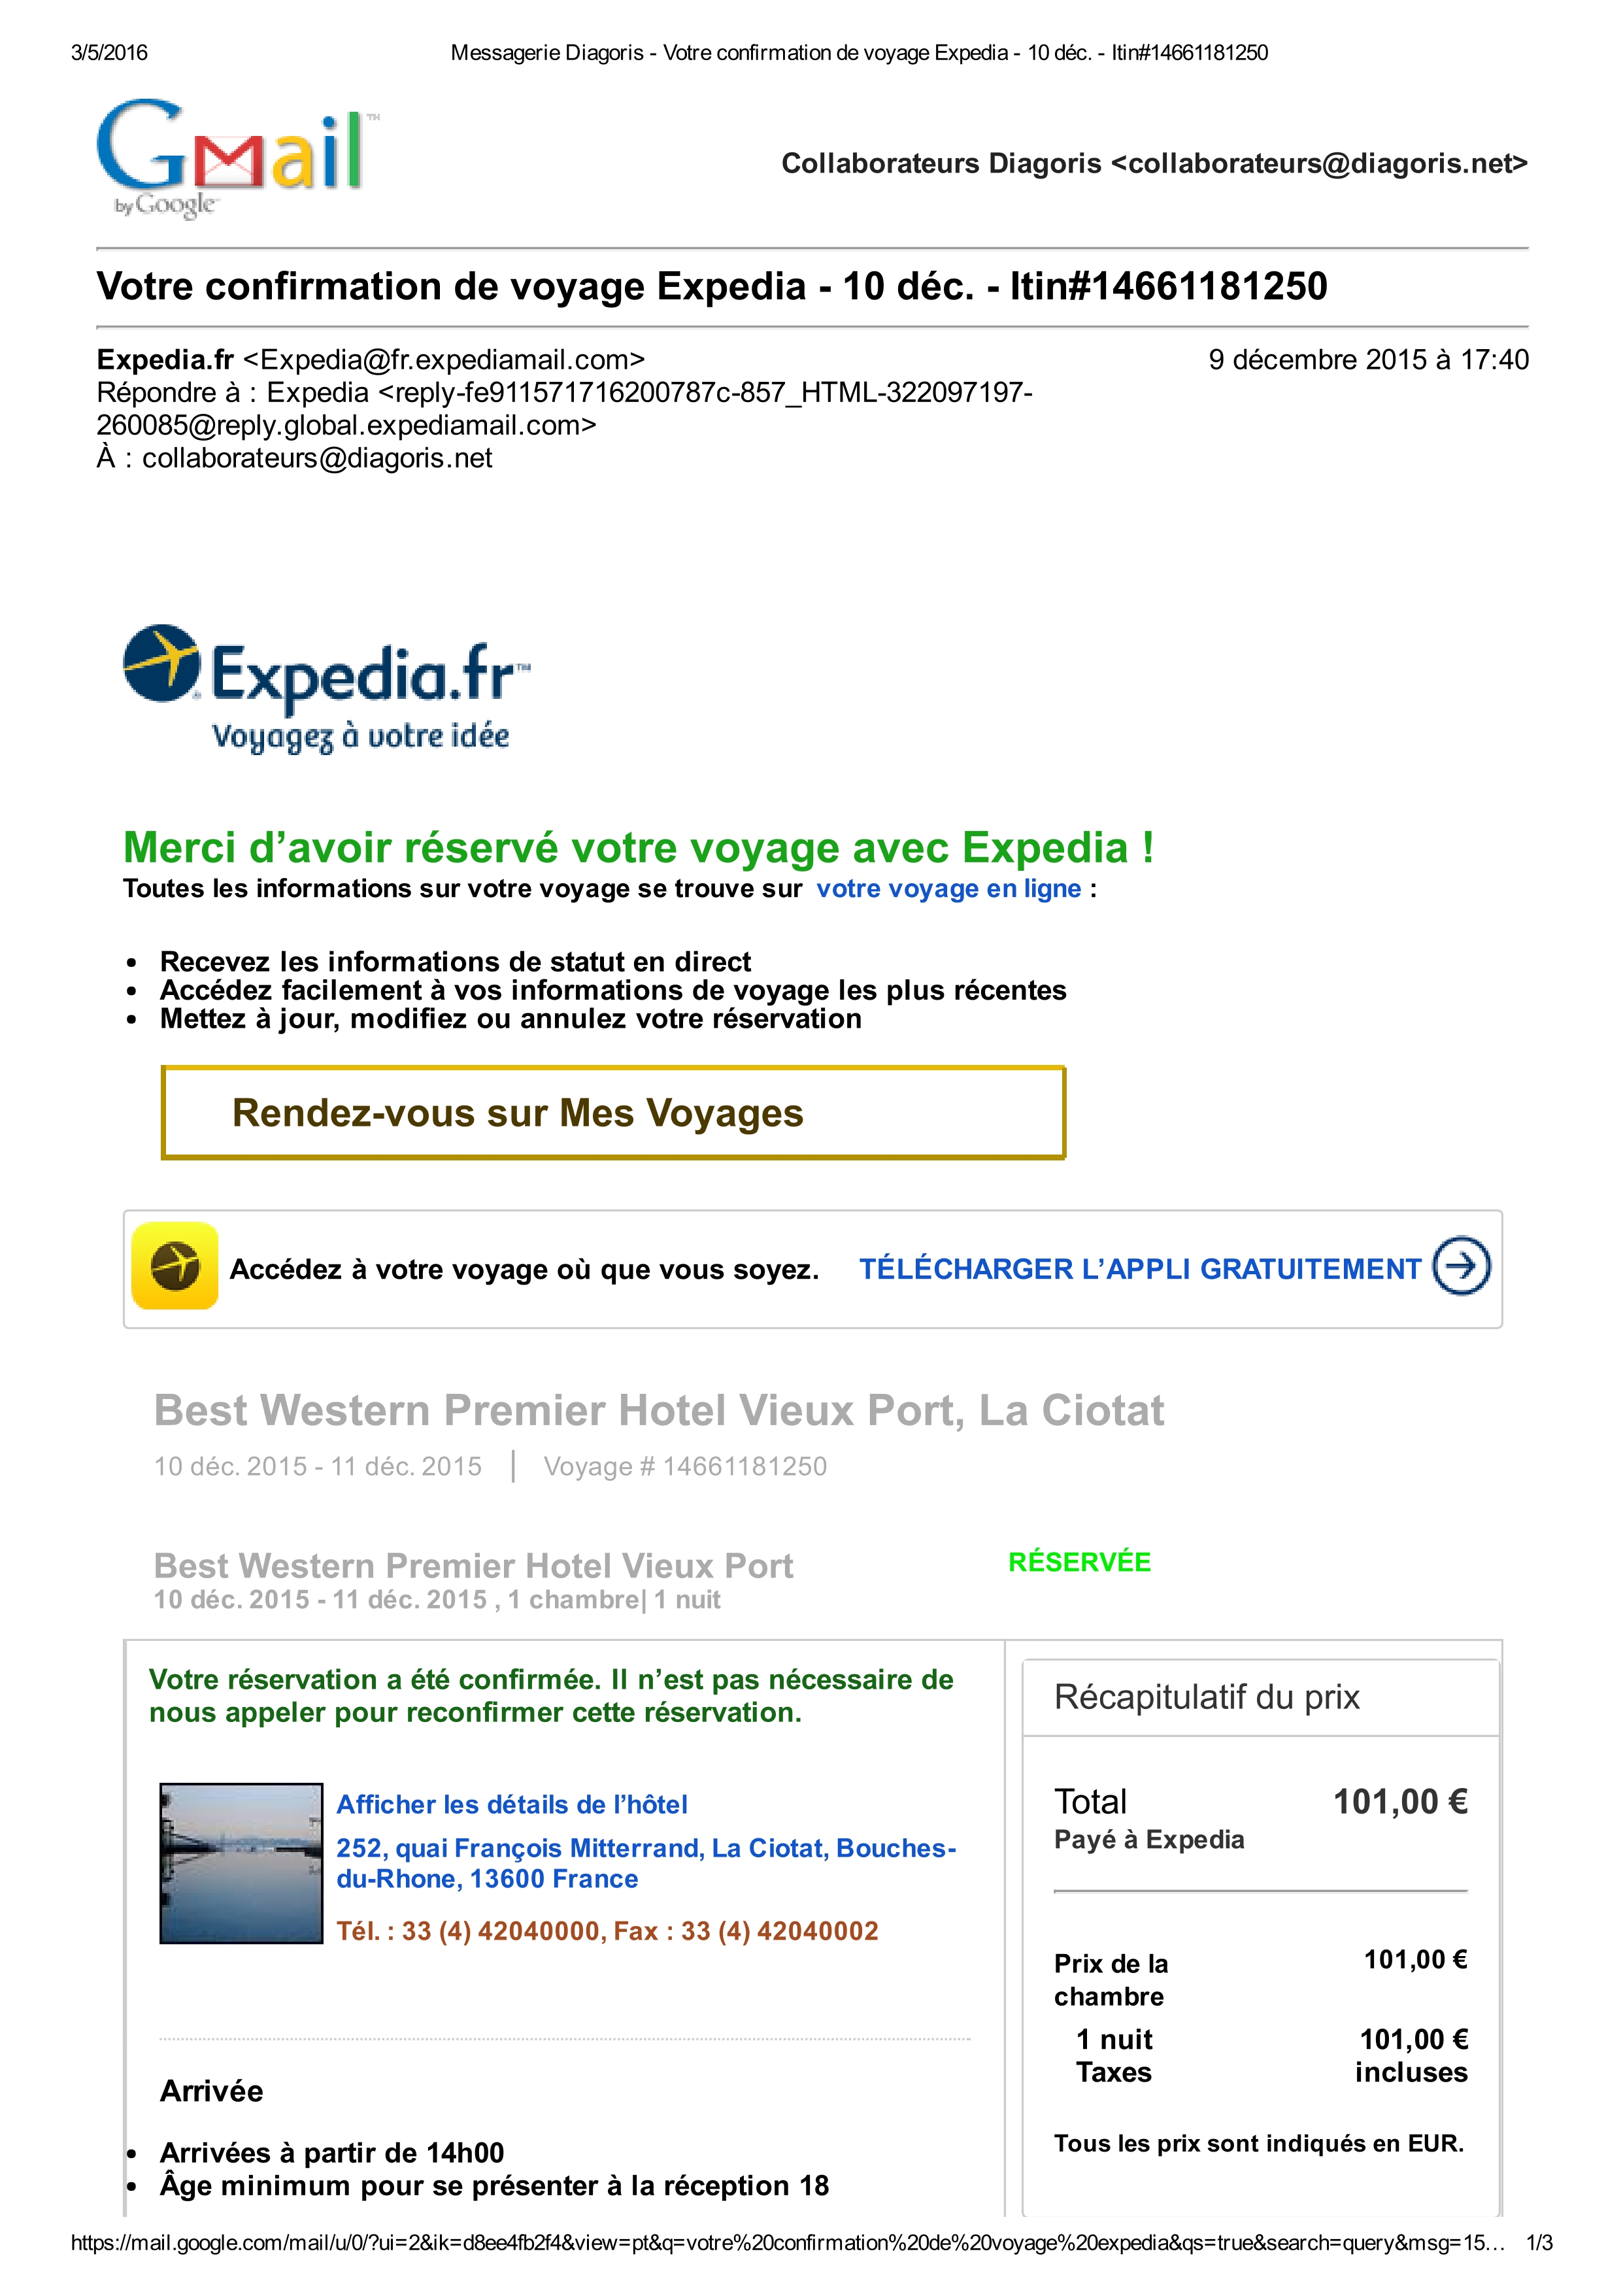 3/5/2016
Messagerie Diagoris - Votre confirmation de voyage Expedia - 10 déc. - Itin#14661181250
Gmail™
by Google™
Collaborateurs Diagoris <collaborateurs@diagoris.net>
Votre confirmation de voyage Expedia - 10 déc. - Itin#14661181250
Expedia.fr <Expedia@fr.expediamail.com>
9 décembre 2015 à 17:40
Répondre à : Expedia <reply-fe911571716200787c-857_HTML-322097197-
260085@reply.global.expediamail.com>
À : collaborateurs@diagoris.net
Expedia.fr™
Voyagez à votre idée
Merci d’avoir réservé votre voyage avec Expedia !
Toutes les informations sur votre voyage se trouve sur votre voyage en ligne :
• Recevez les informations de statut en direct
• Accédez facilement à vos informations de voyage les plus récentes
• Mettez à jour, modifiez ou annulez votre réservation
Rendez-vous sur Mes Voyages
Accédez à votre voyage où que vous soyez.
TÉLÉCHARGER L’APPLI GRATUITEMENT
Best Western Premier Hotel Vieux Port, La Ciotat
10 déc. 2015 - 11 déc. 2015 | Voyage # 14661181250
Best Western Premier Hotel Vieux Port
RÉSERVÉE
10 déc. 2015 - 11 déc. 2015 , 1 chambre| 1 nuit
Votre réservation a été confirmée. Il n’est pas nécessaire de
nous appeler pour reconfirmer cette réservation.
Afficher les détails de l’hôtel
252, quai François Mitterrand, La Ciotat, Bouches-
du-Rhone, 13600 France
Tél. : 33 (4) 42040000, Fax : 33 (4) 42040002
Arrivée
• Arrivées à partir de 14h00
• Âge minimum pour se présenter à la réception 18
Récapitulatif du prix
Total 101,00 €
Payé à Expedia
Prix de la 101,00 €
chambre
1 nuit 101,00 €
Taxes incluses
Tous les prix sont indiqués en EUR.
https://mail.google.com/mail/u/0/?ui=2&ik=d8ee4fb2f4&view=pt&q=votre%20confirmation%20de%20voyage%20expedia&qs=true&search=query&msg=15… 1/3